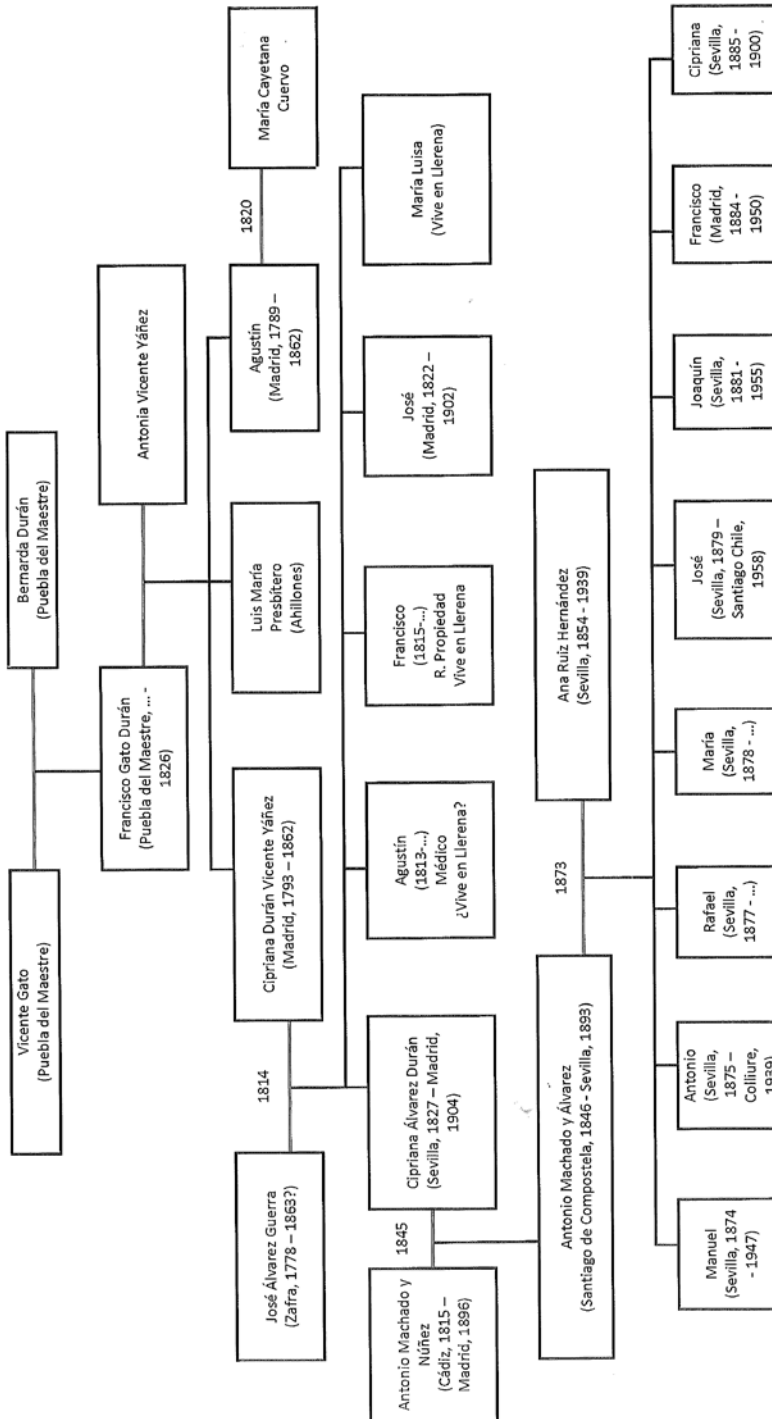 Vicente Gato
(Puebla del Maestre)
Bernarda Durán
(Puebla del Maestre)
Francisco Gato Durán
(Puebla del Maestre, ... -
1826)
Antonia Vicente Yáñez
José Álvarez Guerra
(Zafra, 1778 – 1863?)
1814
Cipriana Durán Vicente Yáñez
(Madrid, 1793 – 1862)
Luis María
Presbítero
(Ahillones)
Agustín
(Madrid, 1789 –
1862)
1820
María Cayetana
Cuervo
Antonio Machado y
Núñez
(Cádiz, 1815 –
Madrid, 1896)
1845
Cipriana Álvarez Durán
(Sevilla, 1827 – Madrid,
1904)
Agustín
(1813-...)
Médico
¿Vive en Llerena?
Francisco
(1815-...)
R. Propiedad
Vive en Llerena
José
(Madrid, 1822 –
1902)
María Luisa
(Vive en Llerena)
Antonio Machado y Álvarez
(Santiago de Compostela, 1846 - Sevilla, 1893)
1873
Ana Ruiz Hernández
(Sevilla, 1854 - 1939)
Manuel
(Sevilla, 1874
- 1947)
Antonio
(Sevilla,
1875 –
Colliure,
1939)
Rafael
(Sevilla,
1877 - ...)
María
(Sevilla,
1878 - ...)
José
(Sevilla, 1879 –
Santiago Chile,
1958)
Joaquín
(Sevilla,
1881 -
1955)
Francisco
(Madrid,
1884 -
1950)
Cipriana
(Sevilla,
1885 -
1900)